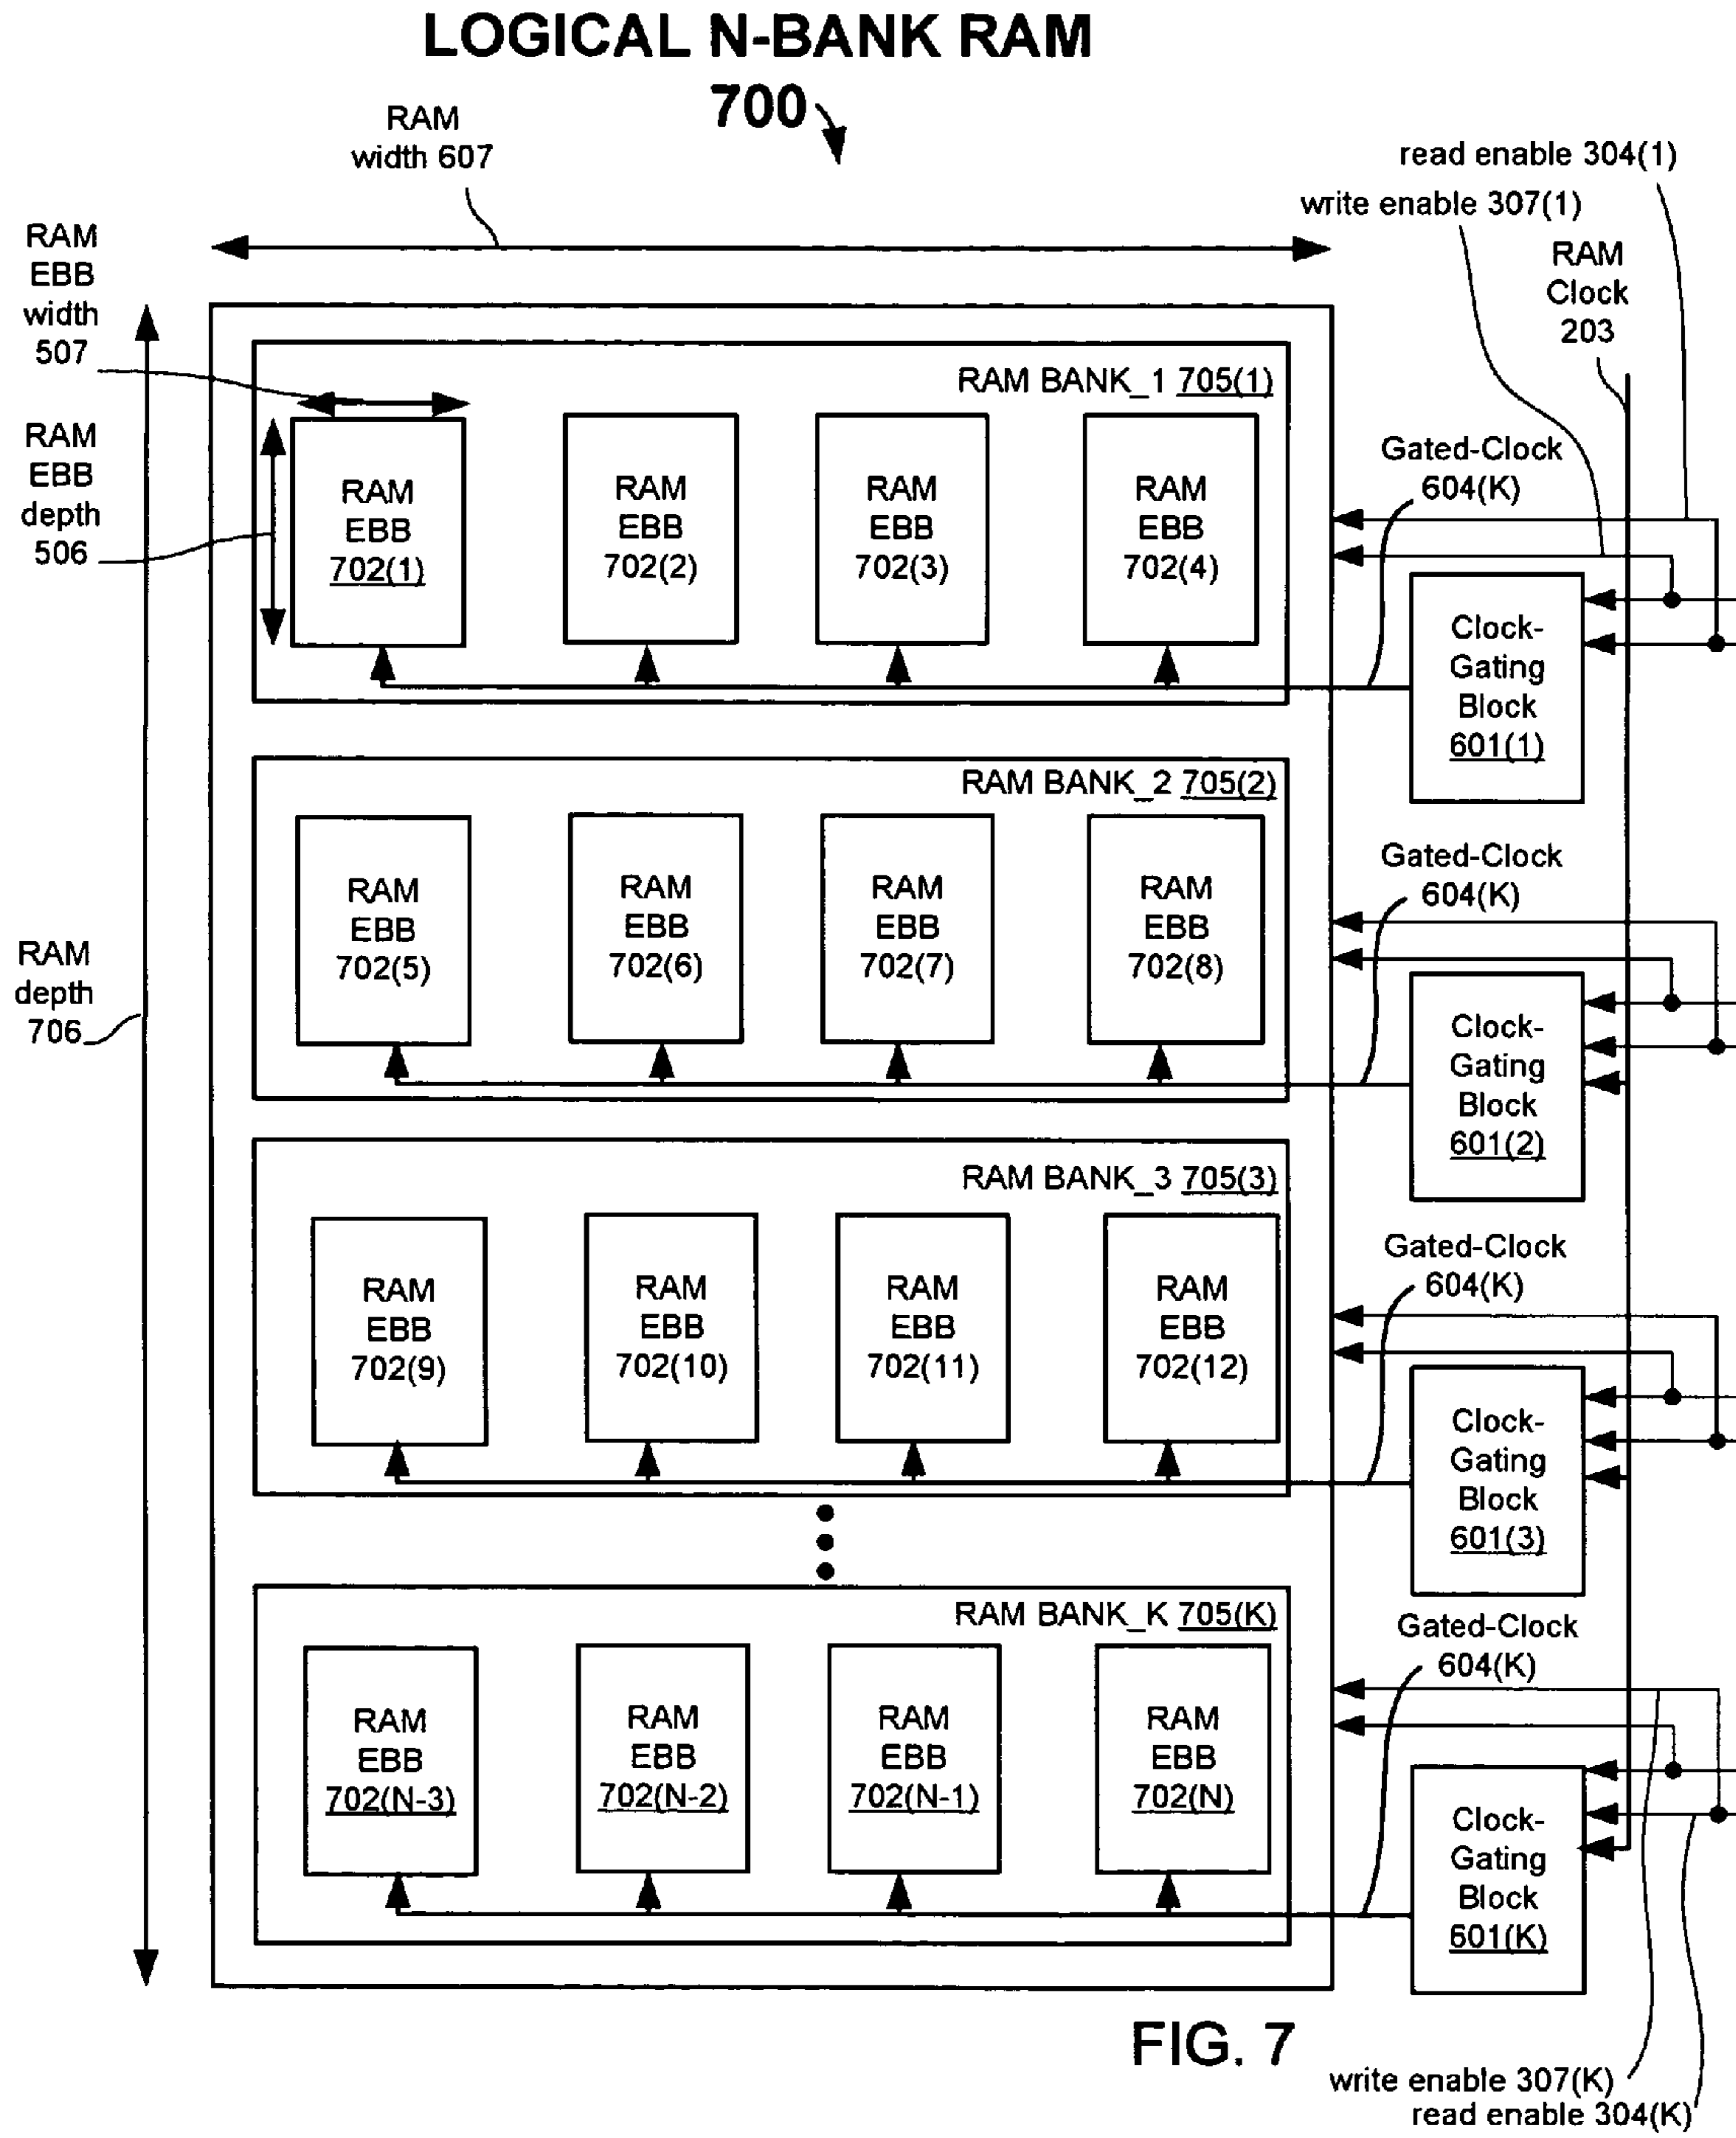 LOGICAL N-BANK RAM
700
RAM
width 607
read enable 304(1)
write enable 307(1)
RAM
Clock
203
RAM
EBB
width
507
RAM
EBB
depth
506
RAM
depth
706
RAM BANK_1 705(1)
RAM
EBB
702(1)
RAM
EBB
702(2)
RAM
EBB
702(3)
RAM
EBB
702(4)
Gated-Clock
604(K)
Clock-
Gating
Block
601(1)
RAM BANK_2 705(2)
RAM
EBB
702(5)
RAM
EBB
702(6)
RAM
EBB
702(7)
RAM
EBB
702(8)
Gated-Clock
604(K)
Clock-
Gating
Block
601(2)
RAM BANK_3 705(3)
RAM
EBB
702(9)
RAM
EBB
702(10)
RAM
EBB
702(11)
RAM
EBB
702(12)
Gated-Clock
604(K)
Clock-
Gating
Block
601(3)
RAM BANK_K 705(K)
RAM
EBB
702(N-3)
RAM
EBB
702(N-2)
RAM
EBB
702(N-1)
RAM
EBB
702(N)
Gated-Clock
604(K)
Clock-
Gating
Block
601(K)
FIG. 7
write enable 307(K)
read enable 304(K)